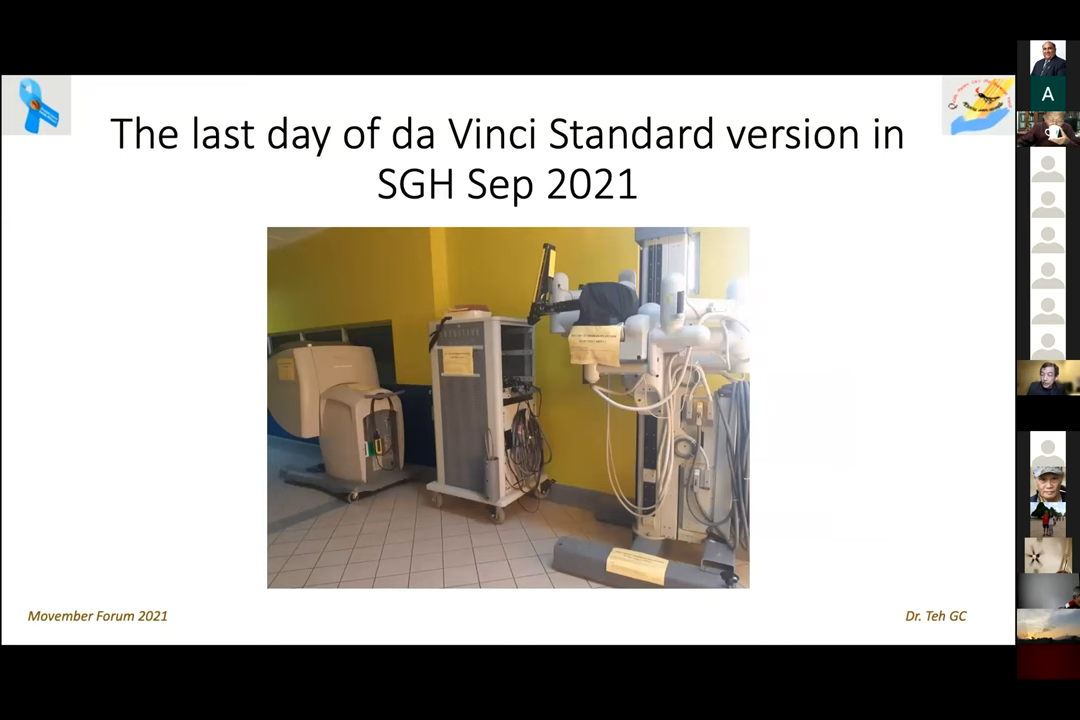 The last day of da Vinci Standard version in
SGH Sep 2021
Movember Forum 2021
Dr. Teh GC
A